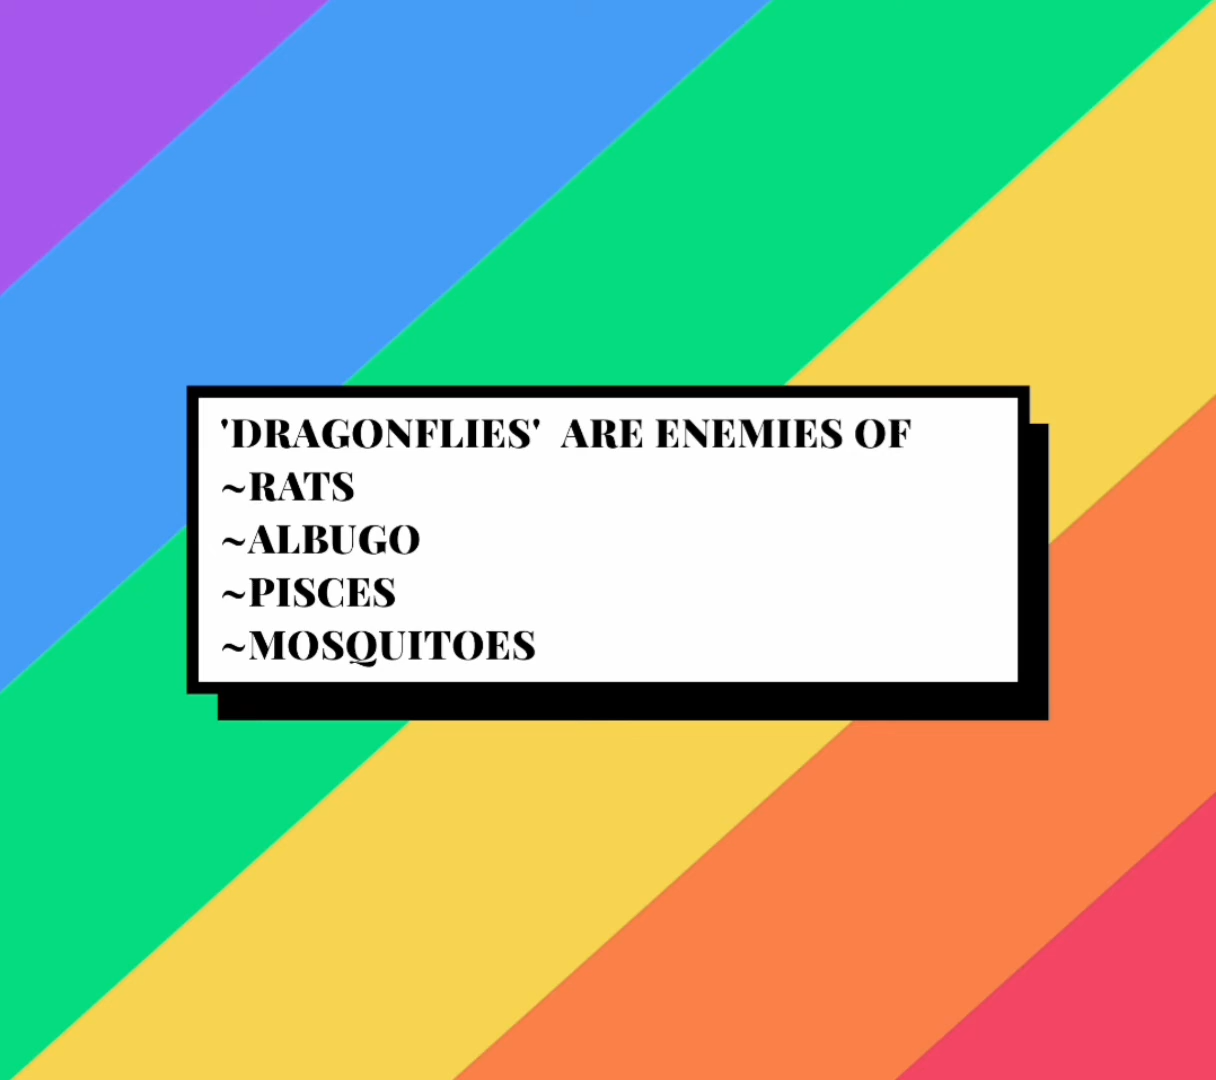 'DRAGONFLIES'  ARE ENEMIES OF
~RATS
~ALBUGO
~PISCES
~MOSQUITOES